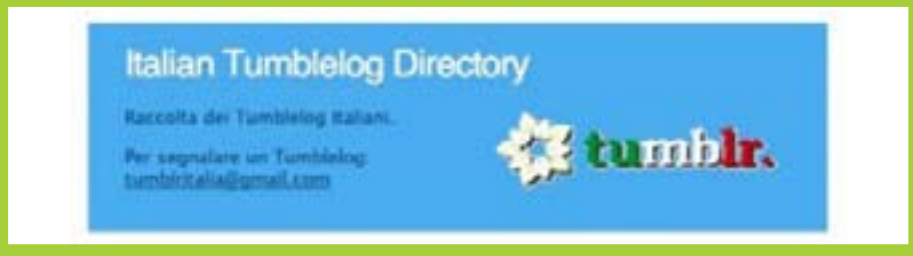 Italian Tumblelog Directory
Raccolta dei Tumblelog Italiani.
Per segnalare un Tumblelog:
tumblritalia@gmail.com
tumblr.